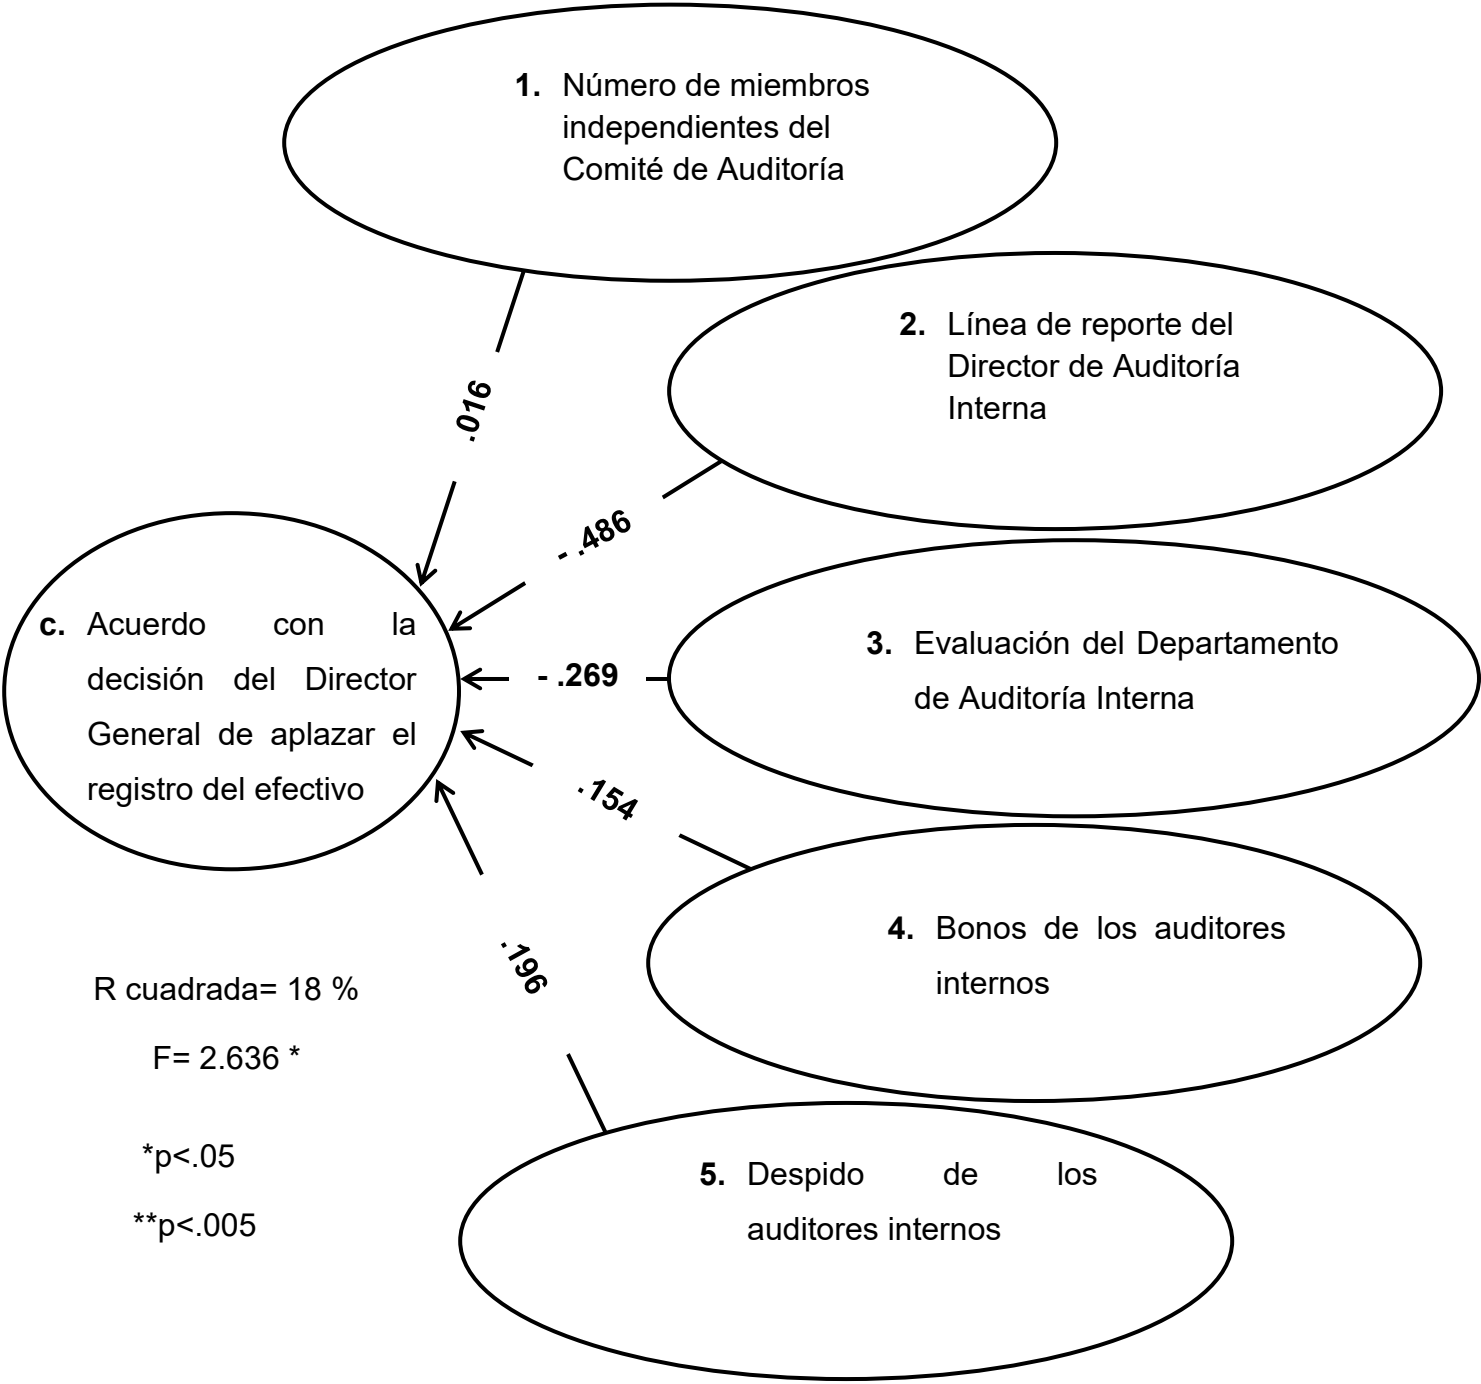 1. Número de miembros
independientes del
Comité de Auditoría
2. Línea de reporte del
Director de Auditoría
Interna
.016
- .486
c. Acuerdo con la
decisión del Director
General de aplazar el
registro del efectivo
- .269
3. Evaluación del Departamento
de Auditoría Interna
.154
4. Bonos de los auditores
internos
.196
R cuadrada= 18 %
F= 2.636 *
*p<.05
**p<.005
5. Despido de los
auditores internos